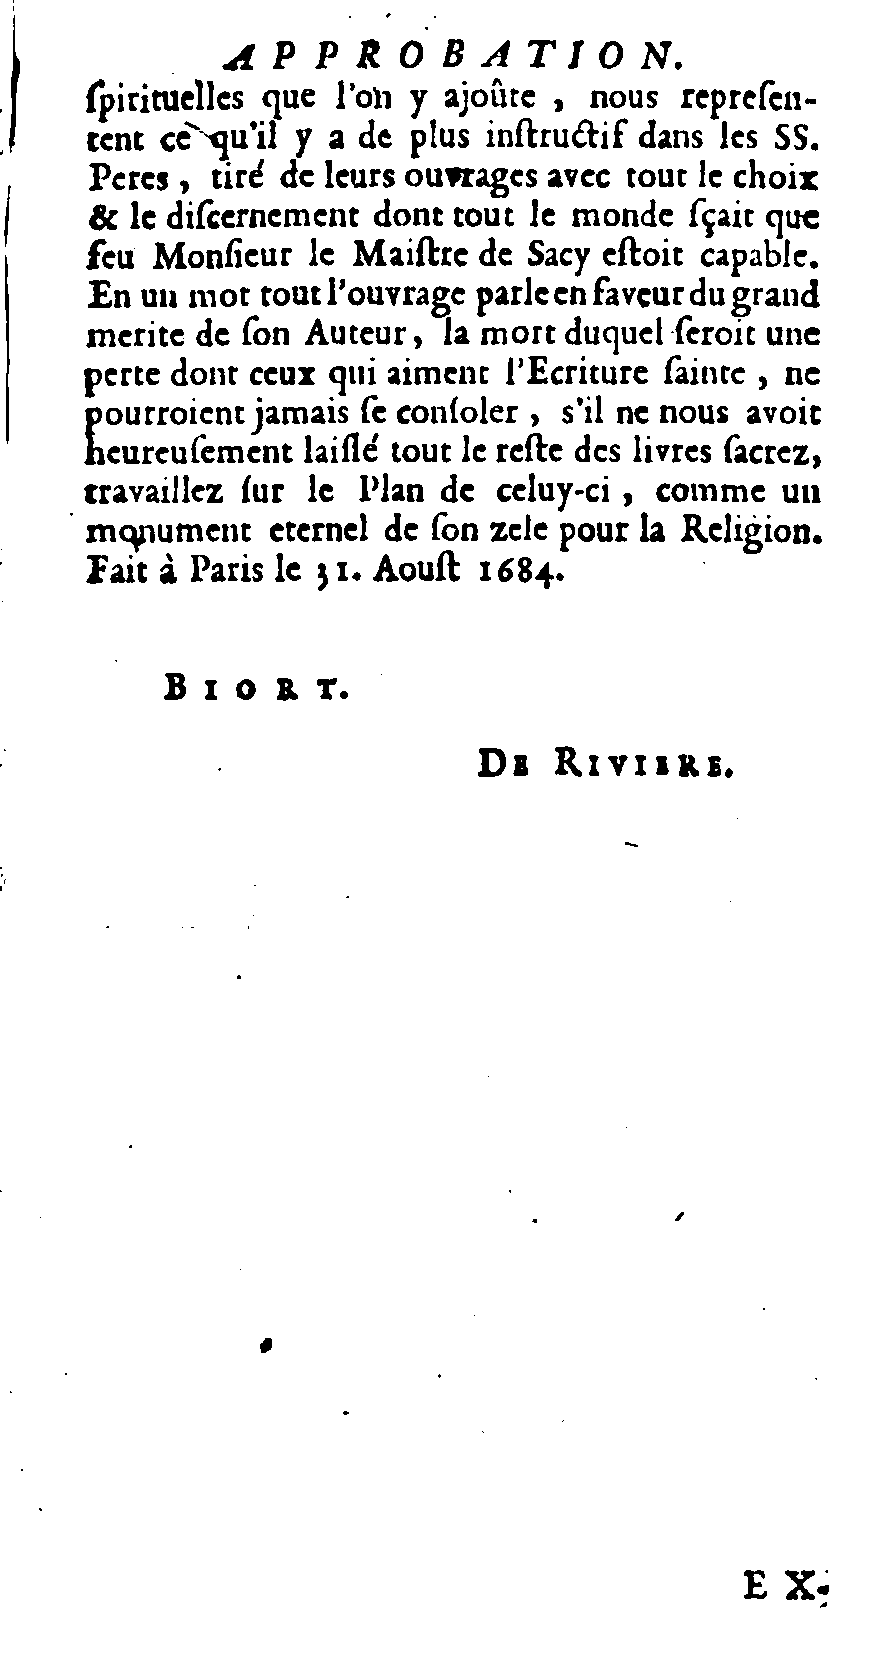 APPROBATION.
ſpirituelles que l'on y ajoûte, nous repreſen-
tent ce qu'il y a de plus inſtructif dans les SS.
Peres, tiré de leurs ouvrages avec tout le choix
& le diſcernement dont tout le monde ſçait que
feu Monſieur le Maiſtre de Sacy eſtoit capable.
En un mot tout l'ouvrage parle en faveur du grand
merite de ſon Auteur, la mort duquel ſeroit une
perte dont ceux qui aiment l'Ecriture ſainte, ne
pourroient jamais ſe conſoler, s'il ne nous avoit
heureuſement laiſſé tout le reſte des livres ſacrez,
travaillez ſur le Plan de celuy-ci, comme un
monument eternel de ſon zele pour la Religion.
Fait à Paris le 31. Aouſt 1684.
BIORT.
DE RIVIERE.
EX-